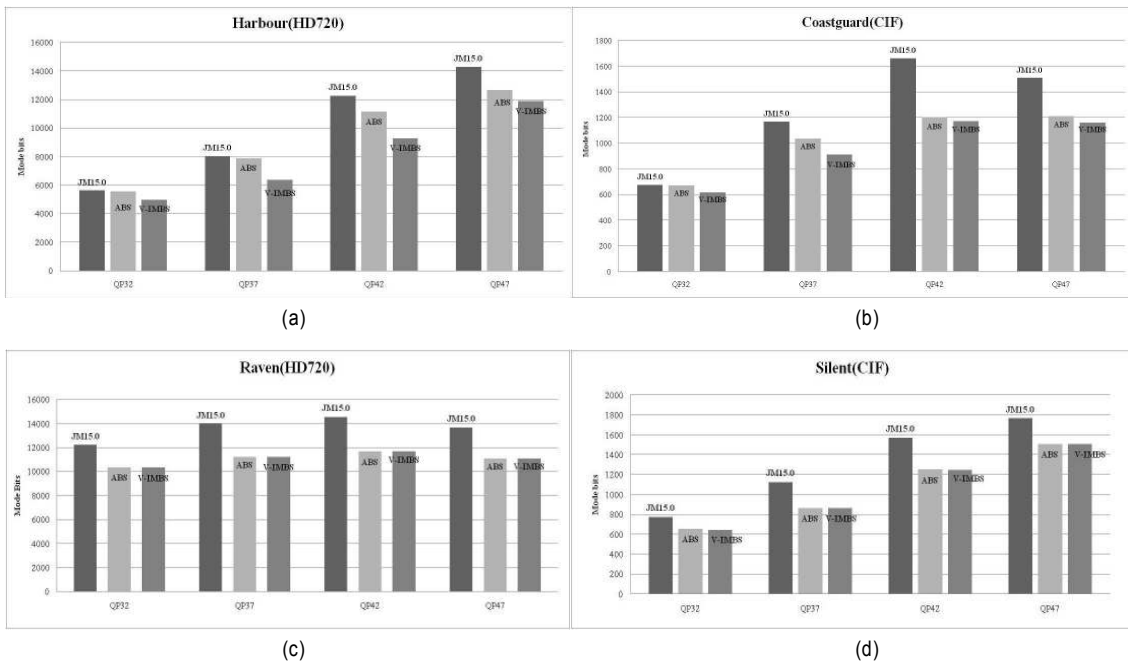 Harbour(HD720)
16000
14000
12000
10000
8000
6000
4000
2000
0
Mode bits
JM15.0
ABS
V-IMBS
JM15.0
ABS
V-IMBS
JM15.0
ABS
V-IMBS
JM15.0
ABS
V-IMBS
QP32
QP37
QP42
QP47
(a)
Coastguard(CIF)
1800
1600
1400
1200
1000
800
600
400
200
0
Mode bits
JM15.0
ABS
V-IMBS
JM15.0
ABS
V-IMBS
JM15.0
ABS
V-IMBS
JM15.0
ABS
V-IMBS
QP32
QP37
QP42
QP47
(b)
Raven(HD720)
16000
14000
12000
10000
8000
6000
4000
2000
0
Mode Bits
JM15.0
ABS
V-IMBS
JM15.0
ABS
V-IMBS
JM15.0
ABS
V-IMBS
JM15.0
ABS
V-IMBS
QP32
QP37
QP42
QP47
(c)
Silent(CIF)
2000
1800
1600
1400
1200
1000
800
600
400
200
0
Mode bits
JM15.0
ABS
V-IMBS
JM15.0
ABS
V-IMBS
JM15.0
ABS
V-IMBS
JM15.0
ABS
V-IMBS
QP32
QP37
QP42
QP47
(d)